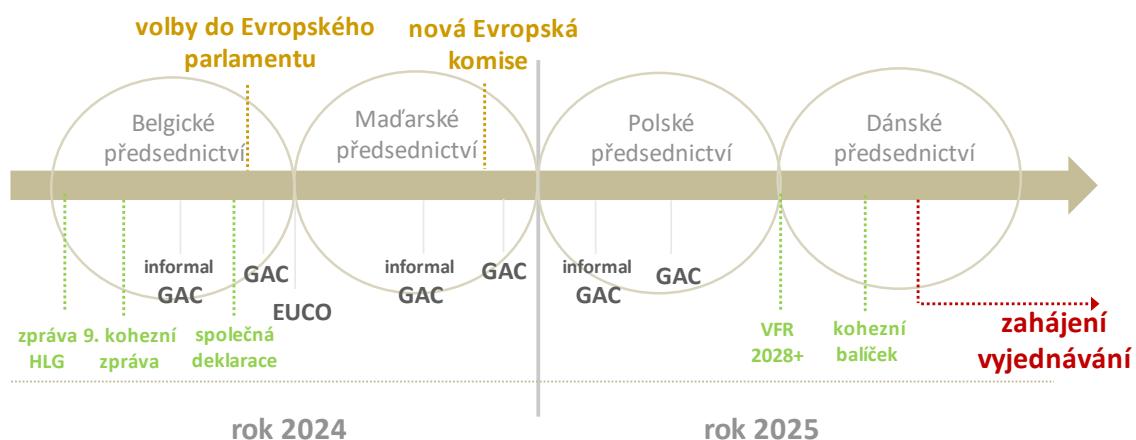 volby do Evropského
parlamentu
nová Evropská
komise
Belgické
předsednictví
Maďarské
předsednictví
Polské
předsednictví
Dánské
předsednictví
informal
GAC
GAC
EUCO
informal
GAC
GAC
informal
GAC
GAC
zpráva
HLG
9. kohezní
zpráva
společná
deklarace
VFR
2028+
kohezní
balíček
zahájení
vyjednávání
rok 2024
rok 2025